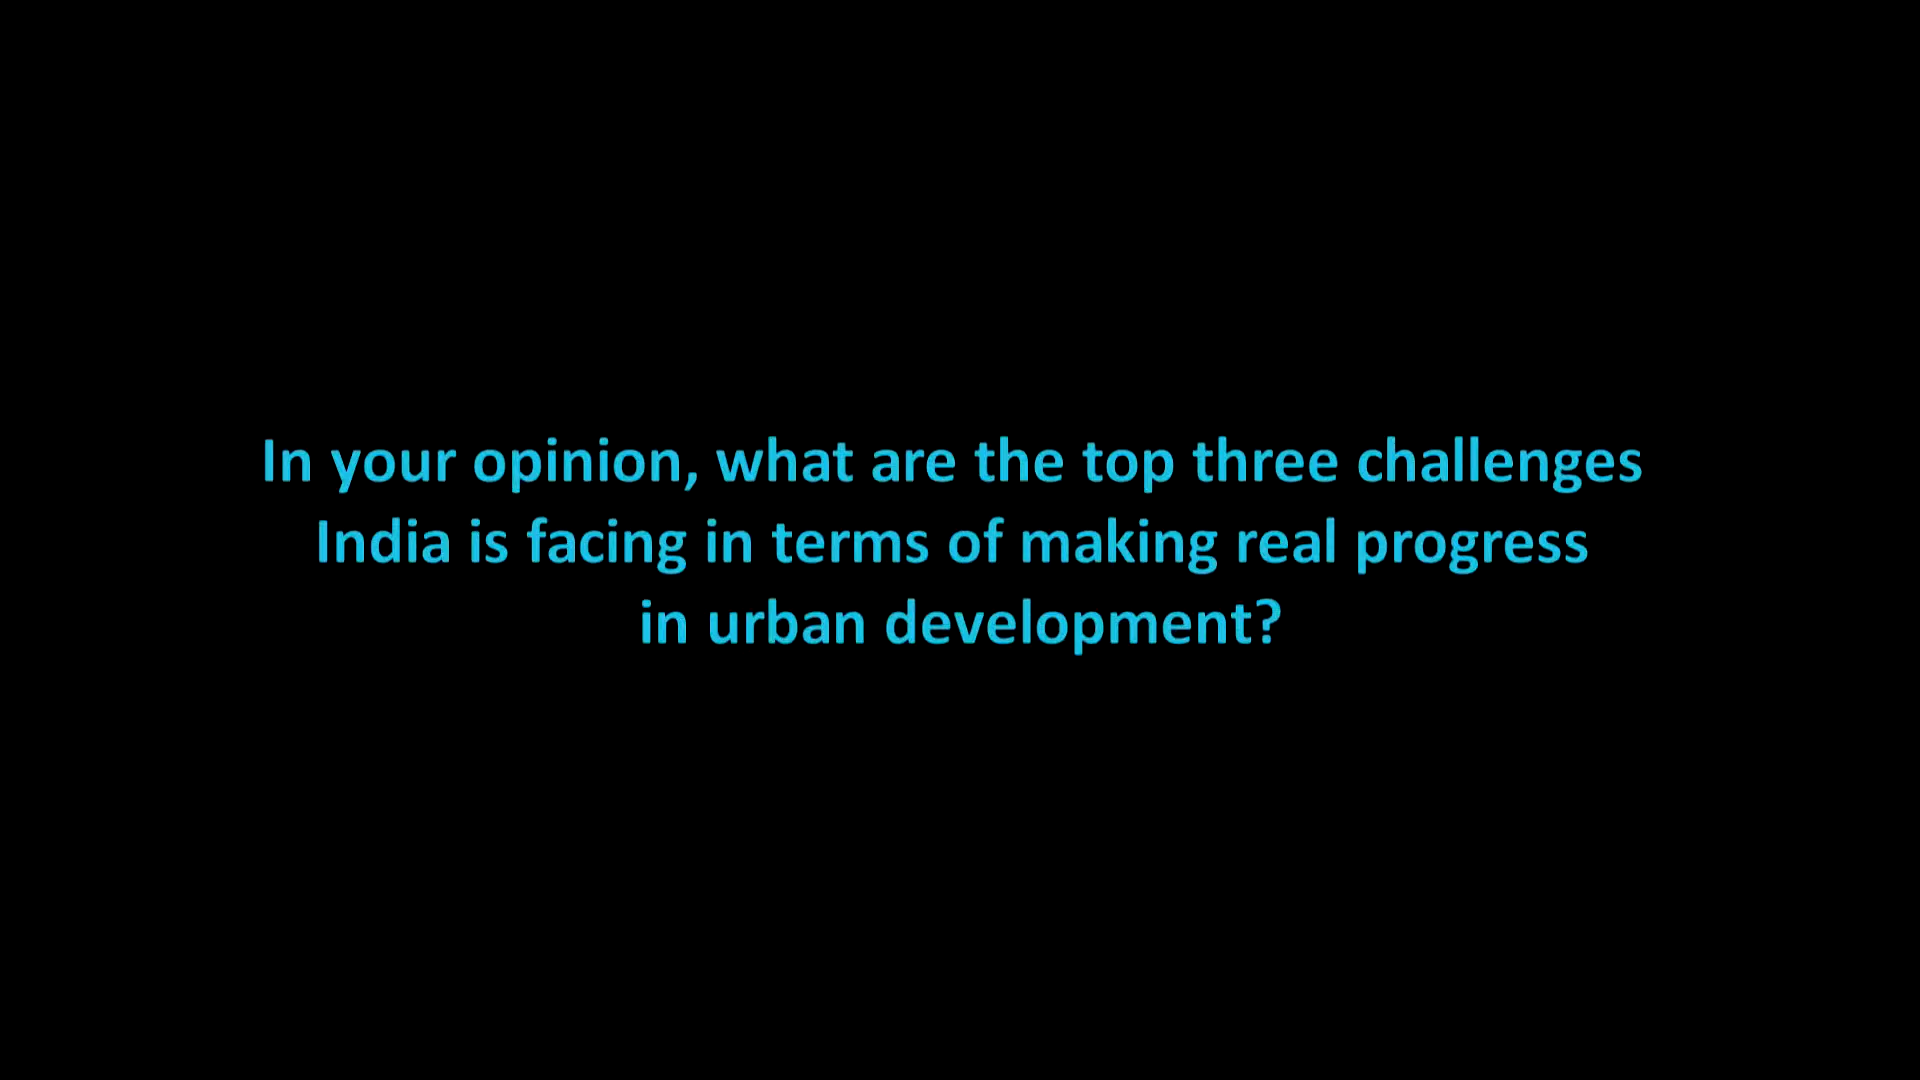 In your opinion, what are the top three challenges
India is facing in terms of making real progress
in urban development?